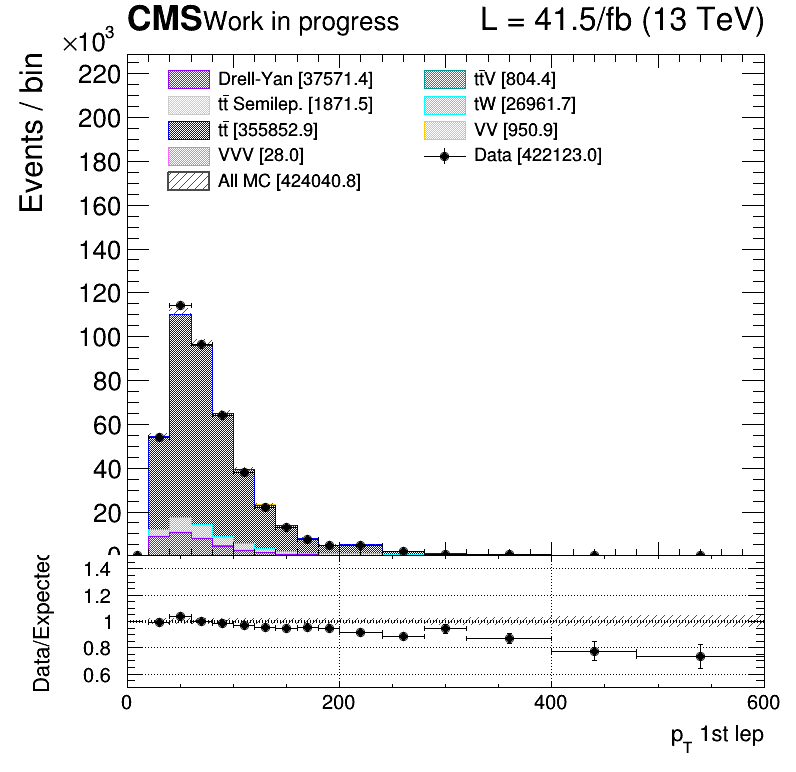 CMS Work in progress L = 41.5/fb (13 TeV)
×10³
Events / bin
220
200
180
160
140
120
100
80
60
40
20
0
Drell-Yan [37571.4]
tt̄ Semilep. [1871.5]
tt̄ [355852.9]
VVV [28.0]
All MC [424040.8]
tt̄V [804.4]
tW [26961.7]
VV [950.9]
Data [422123.0]
Data/Expected
1.4
1.2
1
0.8
0.6
0 200 400 600
p_T 1st lep